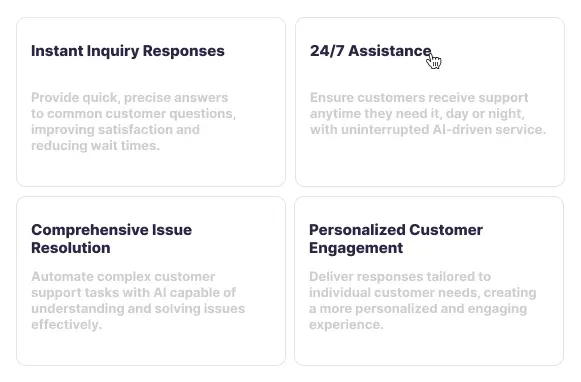 Instant Inquiry Responses
Provide quick, precise answers
to common customer questions,
improving satisfaction and
reducing wait times.
24/7 Assistance
Ensure customers receive support
anytime they need it, day or night,
with uninterrupted AI-driven service.
Comprehensive Issue
Resolution
Automate complex customer
support tasks with AI capable of
understanding and solving issues
effectively.
Personalized Customer
Engagement
Deliver responses tailored to
individual customer needs, creating
a more personalized and engaging
experience.